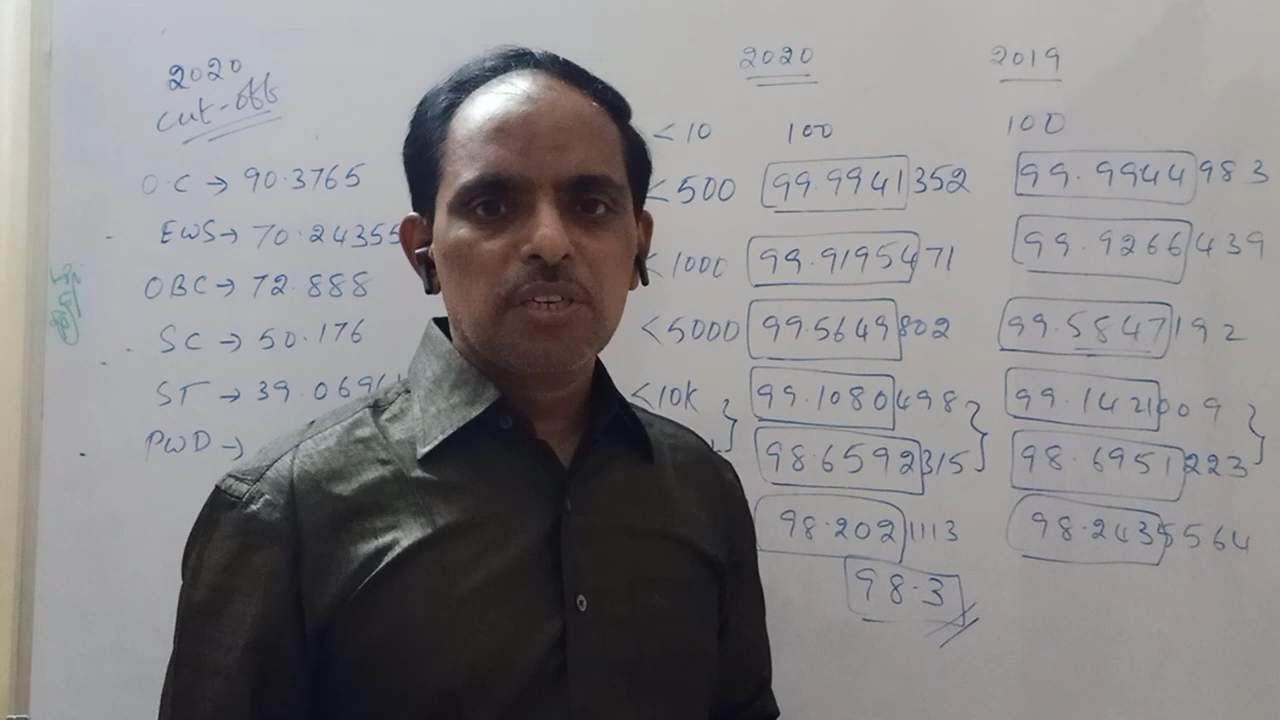 2020
cut-offs
OC → 90.3765
EWS → 70.24355
OBC → 72.888
SC → 50.176
ST → 39.0696
PWD →
2020 2019
<10 100 100
<500 99.9941352 99.9944983
<1000 99.9195471 99.9266439
<5000 99.5649802 99.5847192
<10K 99.1080498 99.1421009
98.6592315 98.6951223
98.2021113 98.2435564
98.3